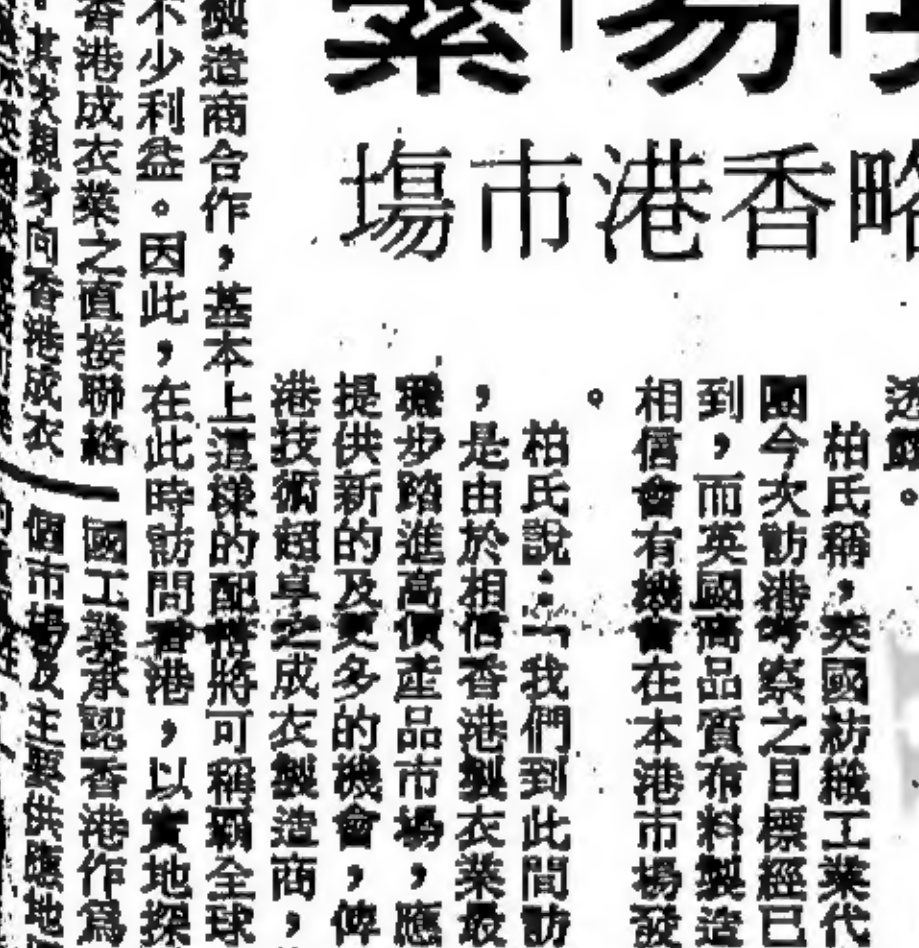 易
塲市港香略
透
。
柏氏稱，英國紡織工業代
國今次訪港考察之目標經已
到，而英國商品質布料製造
相信會有機會在本港市場發
。
柏氏說：「我們到此間訪
，是由於相信香港製衣業最
步踏進高價產品市場，應
提供新的及更多的機會，俾
港技術超卓之成衣製造商，
製造商合作，基本上這樣的配搭將可稱霸全球
不少利益。因此，在此時訪問香港，以實地探
香港成衣業之直接聯絡
國工業承認香港作爲
。其次親身向香港成衣
個市場及主要供應地